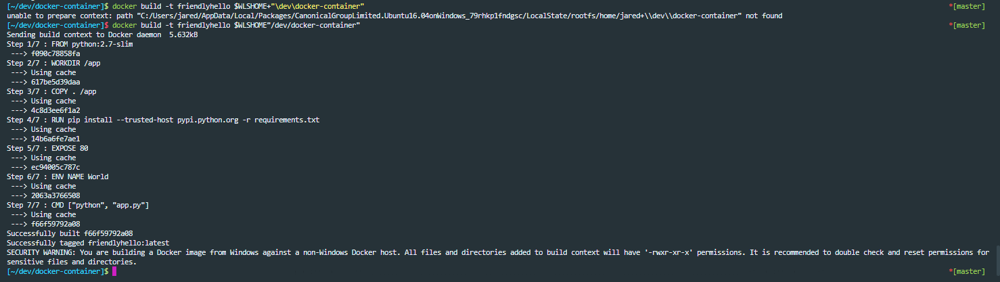 [~/dev/docker-container]$ docker build -t friendlyhello $WLSHOME+"\dev\docker-container" *[master]
unable to prepare context: path "C:/Users/jared/AppData/Local/Packages/CanonicalGroupLimited.Ubuntu16.04onWindows_79rhkp1fndgsc/LocalState/rootfs/home/jared+\\dev\\docker-container" not found
[~/dev/docker-container]$ docker build -t friendlyhello $WLSHOME"/dev/docker-container" *[master]
Sending build context to Docker daemon  5.632kB
Step 1/7 : FROM python:2.7-slim
 ---> f090c78858fa
Step 2/7 : WORKDIR /app
 ---> Using cache
 ---> 617be5d39daa
Step 3/7 : COPY . /app
 ---> Using cache
 ---> 4c8d3ee6f1a2
Step 4/7 : RUN pip install --trusted-host pypi.python.org -r requirements.txt
 ---> Using cache
 ---> 14b6a6fe7ae1
Step 5/7 : EXPOSE 80
 ---> Using cache
 ---> ec94005c787c
Step 6/7 : ENV NAME World
 ---> Using cache
 ---> 2063a3766508
Step 7/7 : CMD ["python", "app.py"]
 ---> Using cache
 ---> f66f59792a08
Successfully built f66f59792a08
Successfully tagged friendlyhello:latest
SECURITY WARNING: You are building a Docker image from Windows against a non-Windows Docker host. All files and directories added to build context will have '-rwxr-xr-x' permissions. It is recommended to double check and reset permissions for
sensitive files and directories.
[~/dev/docker-container]$ *[master]